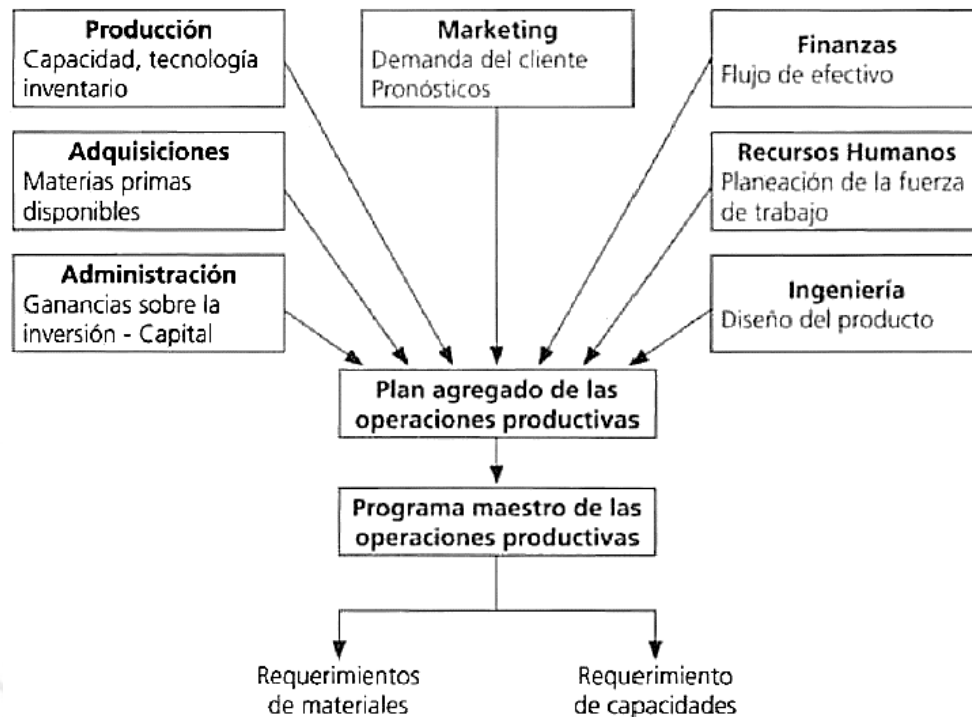 Producción
Capacidad, tecnología
inventario
Marketing
Demanda del cliente
Pronósticos
Finanzas
Flujo de efectivo
Adquisiciones
Materias primas
disponibles
Recursos Humanos
Planeación de la fuerza
de trabajo
Administración
Ganancias sobre la
inversión - Capital
Ingeniería
Diseño del producto
Plan agregado de las
operaciones productivas
Programa maestro de las
operaciones productivas
Requerimientos
de materiales
Requerimiento
de capacidades